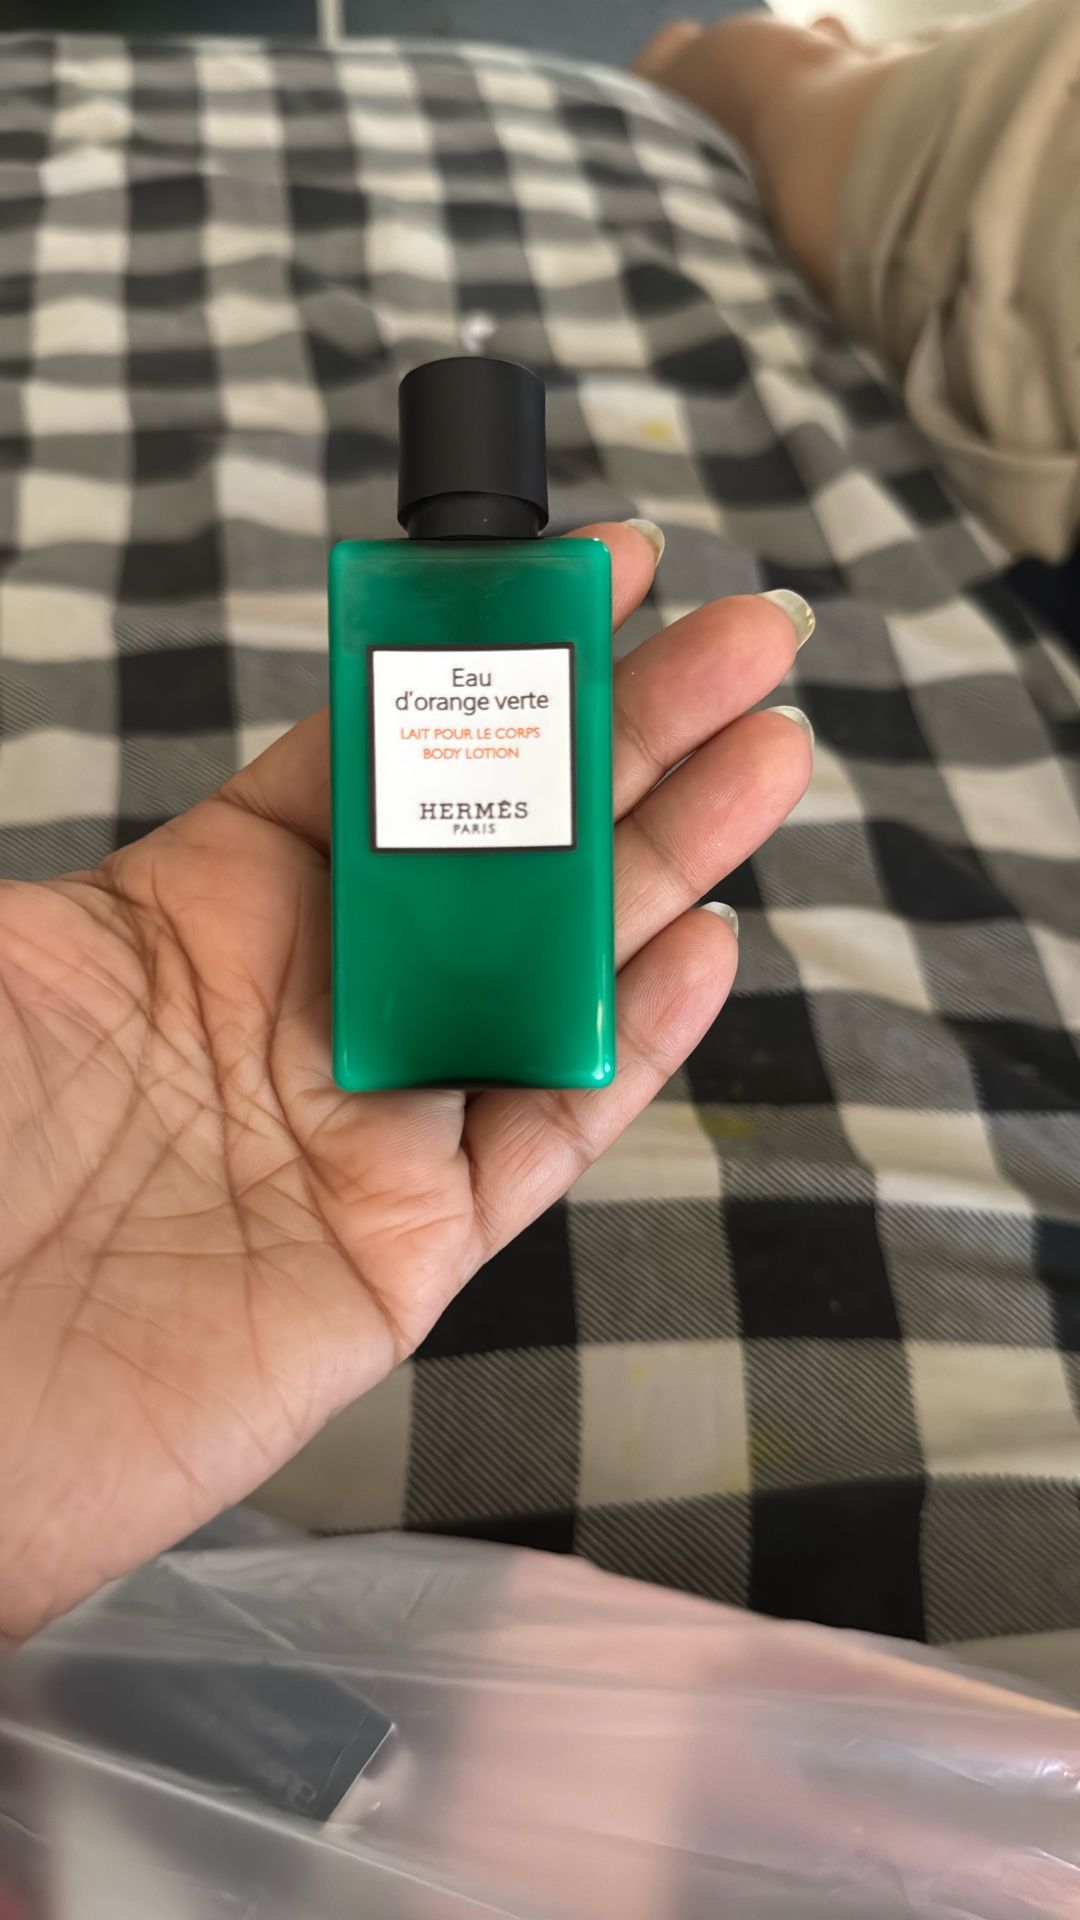 Eau
d'orange verte
LAIT POUR LE CORPS
BODY LOTION
HERMÈS
PARIS